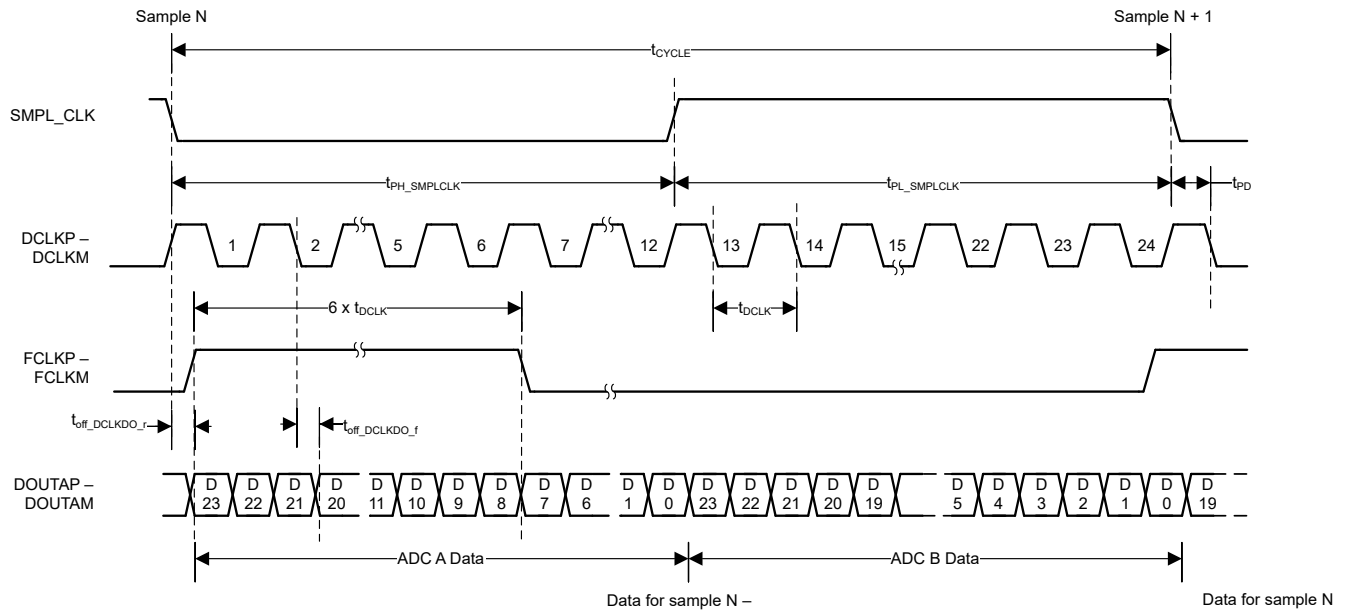 Sample N
Sample N + 1
tCYCLE
SMPL_CLK
tPH_SMPLCLK
tPL_SMPLCLK
tPD
DCLKP –
DCLKM
1 2 5 6 7 12 13 14 15 22 23 24
6 x tDCLK
tDCLK
FCLKP –
FCLKM
toff_DCLKDO_r
toff_DCLKDO_f
DOUTAP –
DOUTAM
D D D D D D D D D D D D D D D D D D D D D D D D
23 22 21 20 11 10 9 8 7 6 1 0 23 22 21 20 19 5 4 3 2 1 0 19
ADC A Data
ADC B Data
Data for sample N –
Data for sample N